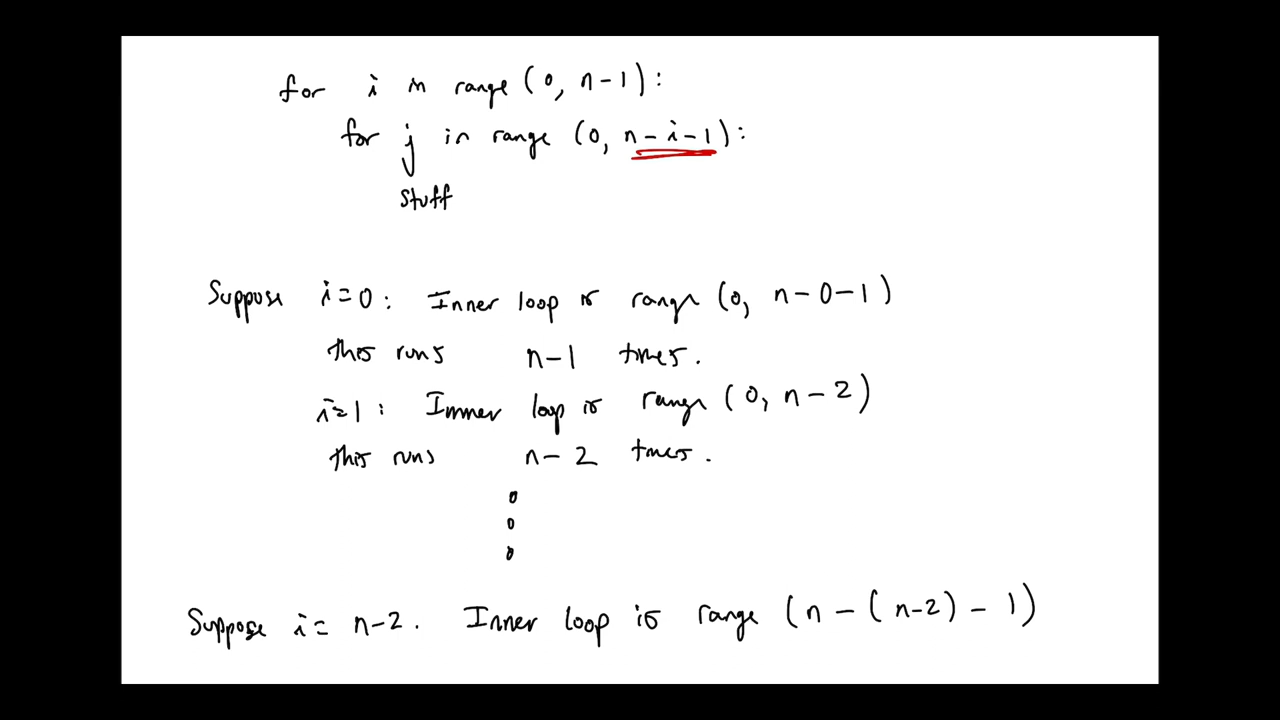 for i in range (0, n-1):
for j in range (0, n-i-1):
stuff
Suppose i=0: Inner loop is range (0, n-0-1)
this runs n-1 times.
i=1: Inner loop is range (0, n-2)
this runs n-2 times.
Suppose i= n-2. Inner loop is range (n-(n-2)-1)